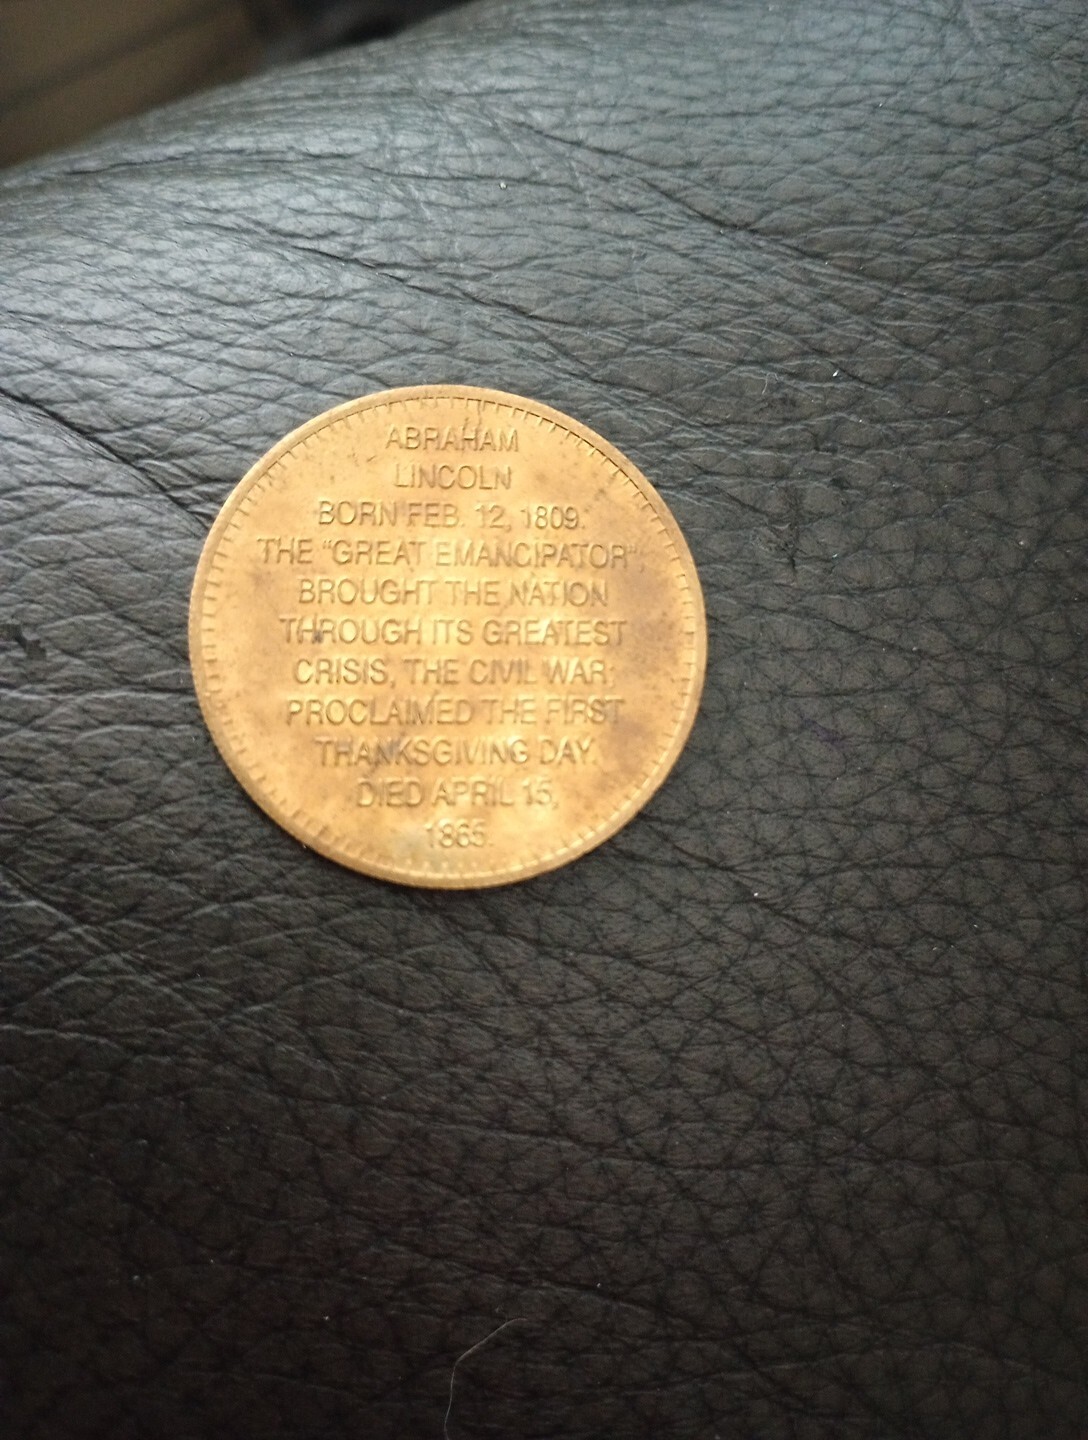 ABRAHAM
LINCOLN
BORN FEB. 12, 1809.
THE "GREAT EMANCIPATOR";
BROUGHT THE NATION
THROUGH ITS GREATEST
CRISIS, THE CIVIL WAR;
PROCLAIMED THE FIRST
THANKSGIVING DAY.
DIED APRIL 15,
1865.